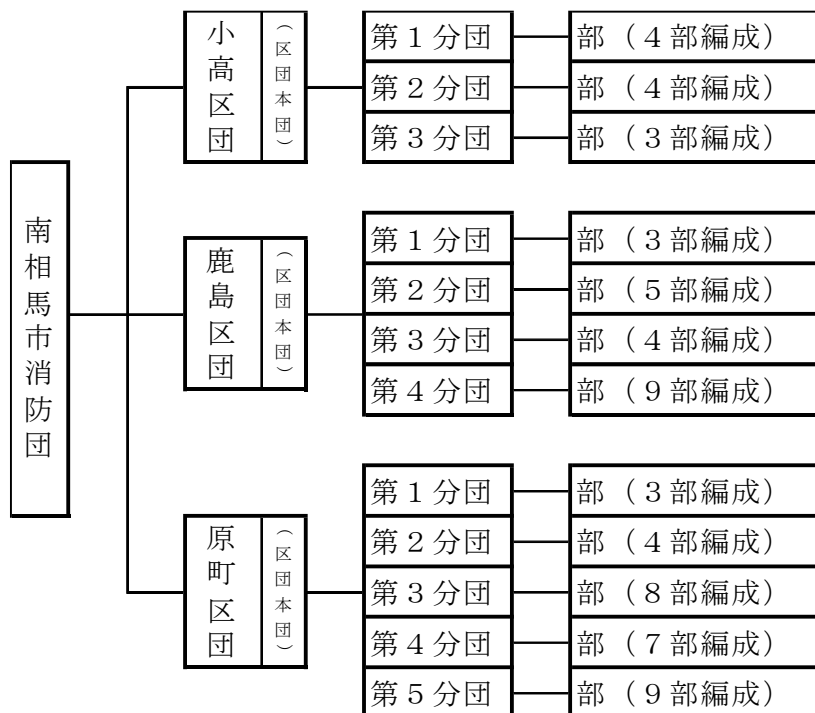 南相馬市消防団
小高区団
（区団本団）
第１分団
部（４部編成）
第２分団
部（４部編成）
第３分団
部（３部編成）
鹿島区団
（区団本団）
第１分団
部（３部編成）
第２分団
部（５部編成）
第３分団
部（４部編成）
第４分団
部（９部編成）
原町区団
（区団本団）
第１分団
部（３部編成）
第２分団
部（４部編成）
第３分団
部（８部編成）
第４分団
部（７部編成）
第５分団
部（９部編成）